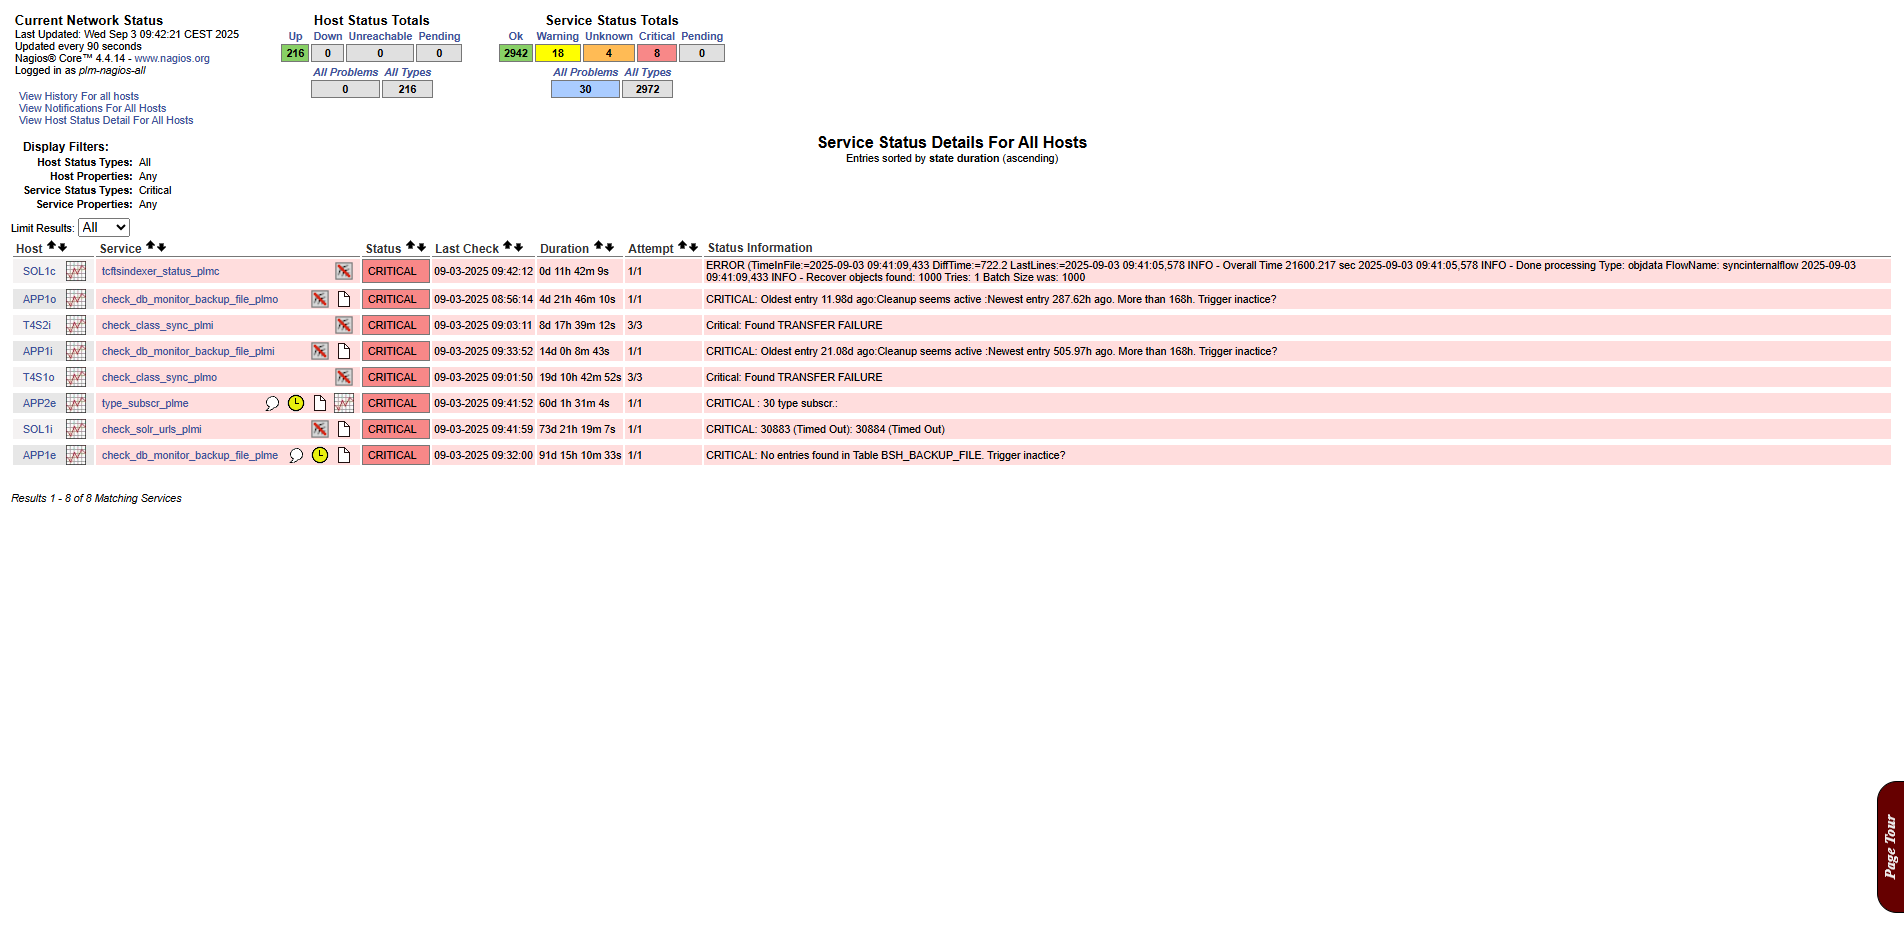 Current Network Status
Last Updated: Wed Sep 3 09:42:21 CEST 2025
Updated every 90 seconds
Nagios® Core™ 4.4.14 - www.nagios.org
Logged in as plm-nagios-all
View History For all hosts
View Notifications For All Hosts
View Host Status Detail For All Hosts
Host Status Totals
Up Down Unreachable Pending
216 0 0 0
All Problems All Types
0 216
Service Status Totals
Ok Warning Unknown Critical Pending
2942 18 4 8 0
All Problems All Types
30 2972
Display Filters:
Host Status Types: All
Host Properties: Any
Service Status Types: Critical
Service Properties: Any
Service Status Details For All Hosts
Entries sorted by state duration (ascending)
Limit Results: All
Host Service Status Last Check Duration Attempt Status Information
SOL1c tcftsindexer_status_plmc CRITICAL 09-03-2025 09:42:12 0d 11h 42m 9s 1/1 ERROR (TimeInFile:=2025-09-03 09:41:09,433 DiffTime:=722.2 LastLines:=2025-09-03 09:41:05,578 INFO - Overall Time 21600.217 sec 2025-09-03 09:41:05,578 INFO - Done processing Type: objdata FlowName: syncinternalflow 2025-09-03
09:41:09,433 INFO - Recover objects found: 1000 Tries: 1 Batch Size was: 1000
APP1o check_db_monitor_backup_file_plmo CRITICAL 09-03-2025 08:56:14 4d 21h 46m 10s 1/1 CRITICAL: Oldest entry 11.98d ago:Cleanup seems active :Newest entry 287.62h ago. More than 168h. Trigger inactice?
T4S2i check_class_sync_plmi CRITICAL 09-03-2025 09:03:11 8d 17h 39m 12s 3/3 Critical: Found TRANSFER FAILURE
APP1i check_db_monitor_backup_file_plmi CRITICAL 09-03-2025 09:33:52 14d 0h 8m 43s 1/1 CRITICAL: Oldest entry 21.08d ago:Cleanup seems active :Newest entry 505.97h ago. More than 168h. Trigger inactice?
T4S1o check_class_sync_plmo CRITICAL 09-03-2025 09:01:50 19d 10h 42m 52s 3/3 Critical: Found TRANSFER FAILURE
APP2e type_subscr_plme CRITICAL 09-03-2025 09:41:52 60d 1h 31m 4s 1/1 CRITICAL : 30 type subscr.:
SOL1i check_solr_urls_plmi CRITICAL 09-03-2025 09:41:59 73d 21h 19m 7s 1/1 CRITICAL: 30883 (Timed Out): 30884 (Timed Out)
APP1e check_db_monitor_backup_file_plme CRITICAL 09-03-2025 09:32:00 91d 15h 10m 33s 1/1 CRITICAL: No entries found in Table BSH_BACKUP_FILE. Trigger inactice?
Results 1 - 8 of 8 Matching Services
Page Tour